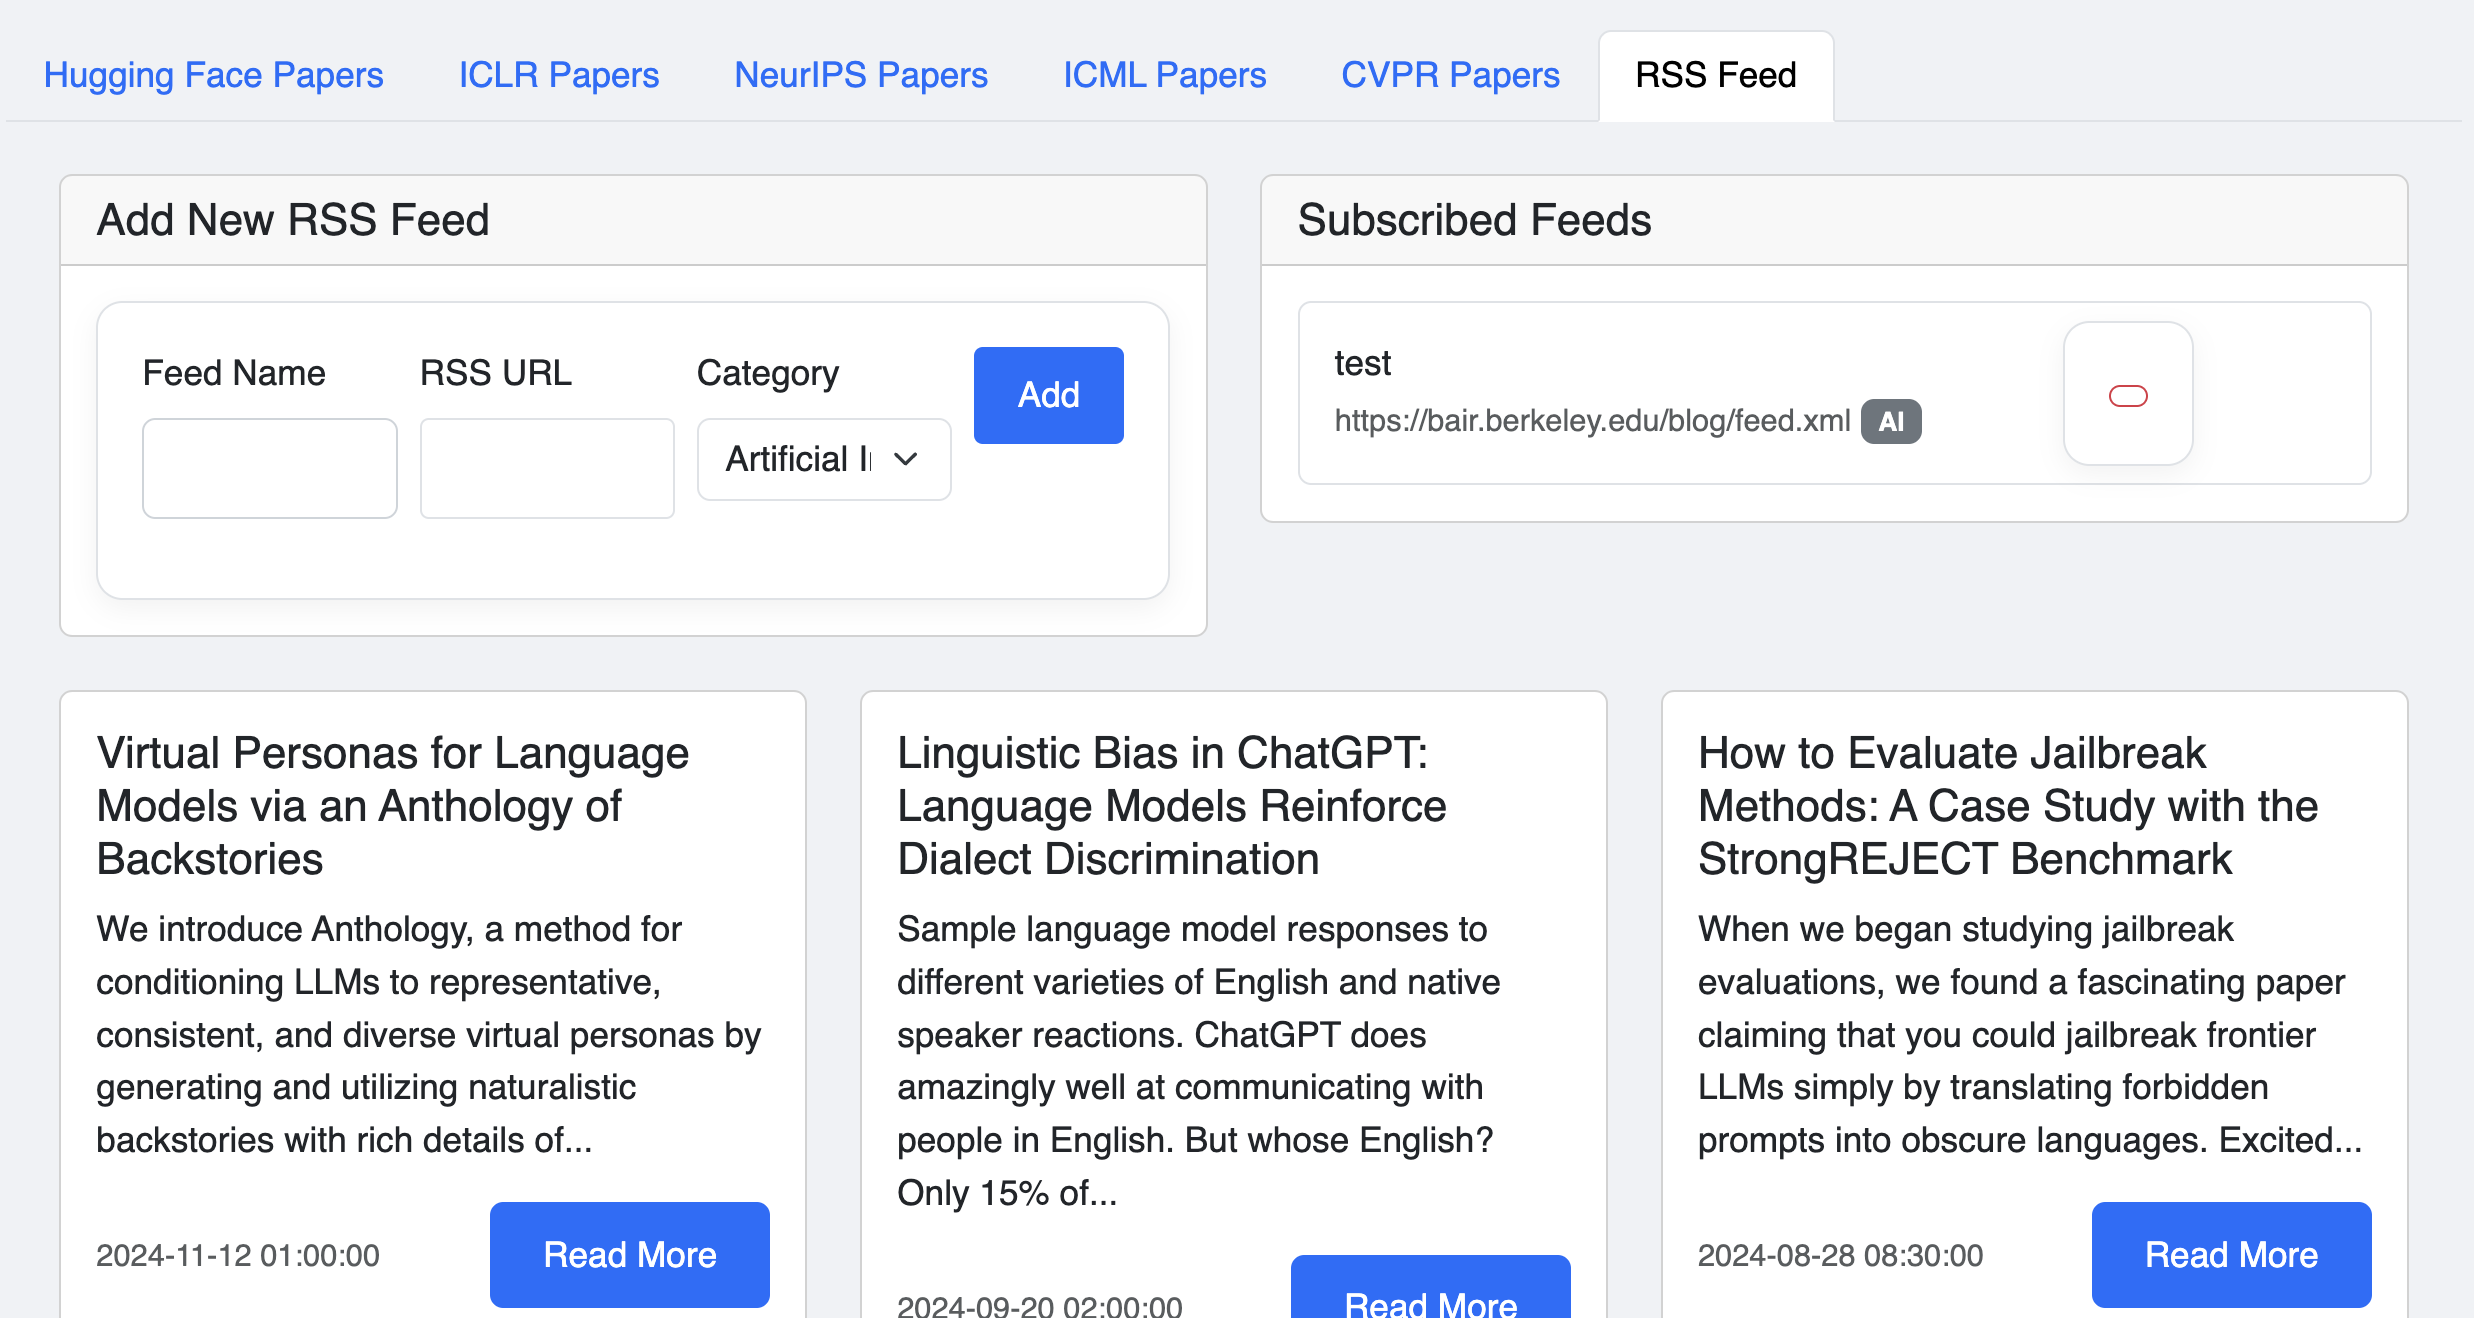 Hugging Face Papers ICLR Papers NeurIPS Papers ICML Papers CVPR Papers RSS Feed
Add New RSS Feed
Feed Name RSS URL Category
Artificial I
Add
Subscribed Feeds
test
https://bair.berkeley.edu/blog/feed.xml AI
Virtual Personas for Language
Models via an Anthology of
Backstories
We introduce Anthology, a method for
conditioning LLMs to representative,
consistent, and diverse virtual personas by
generating and utilizing naturalistic
backstories with rich details of...
2024-11-12 01:00:00 Read More
Linguistic Bias in ChatGPT:
Language Models Reinforce
Dialect Discrimination
Sample language model responses to
different varieties of English and native
speaker reactions. ChatGPT does
amazingly well at communicating with
people in English. But whose English?
Only 15% of...
2024-09-20 02:00:00 Read More
How to Evaluate Jailbreak
Methods: A Case Study with the
StrongREJECT Benchmark
When we began studying jailbreak
evaluations, we found a fascinating paper
claiming that you could jailbreak frontier
LLMs simply by translating forbidden
prompts into obscure languages. Excited...
2024-08-28 08:30:00 Read More